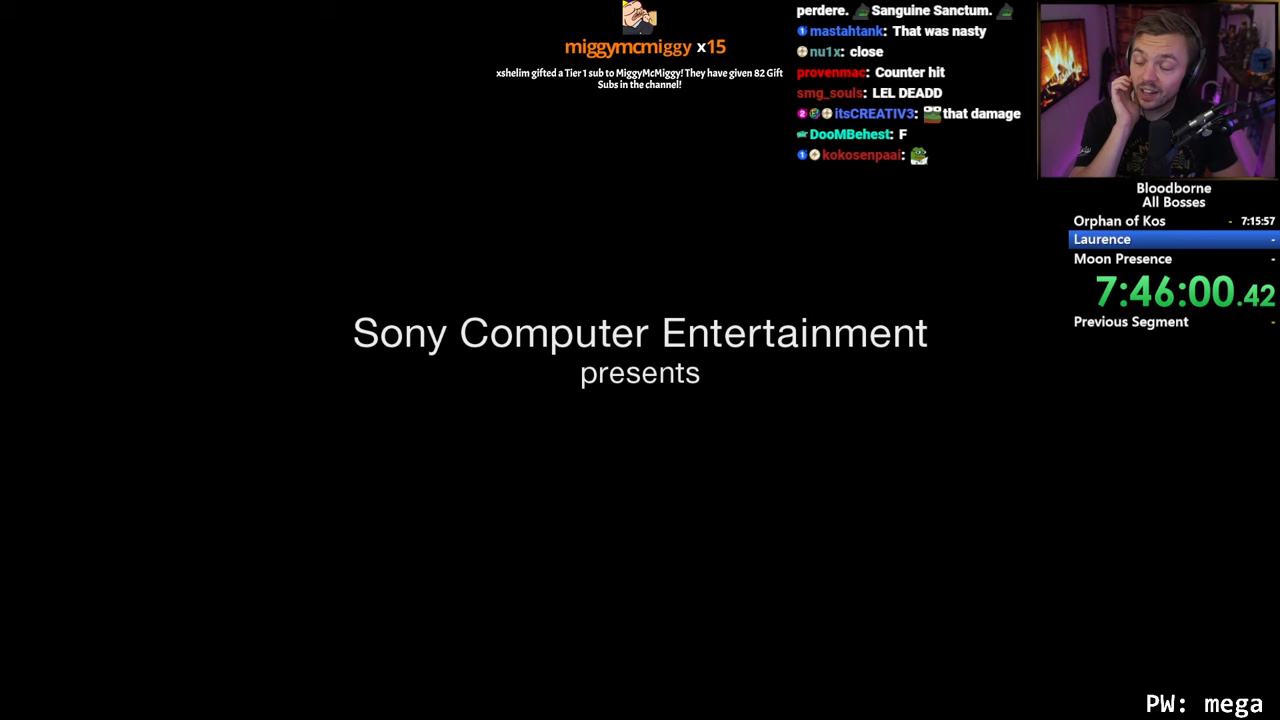 miggymcmiggy x15
xshelim gifted a Tier 1 sub to MiggyMcMiggy! They have given 82 Gift
Subs in the channel!
perdere. Sanguine Sanctum.
mastahtank: That was nasty
nu1x: close
provenmac: Counter hit
smg_souls: LEL DEADD
itsCREATIV3: that damage
DooMBehest: F
kokosenpaai:
Bloodborne
All Bosses
Orphan of Kos - 7:15:57
Laurence -
Moon Presence -
7:46:00.42
Previous Segment -
Sony Computer Entertainment
presents
PW: mega